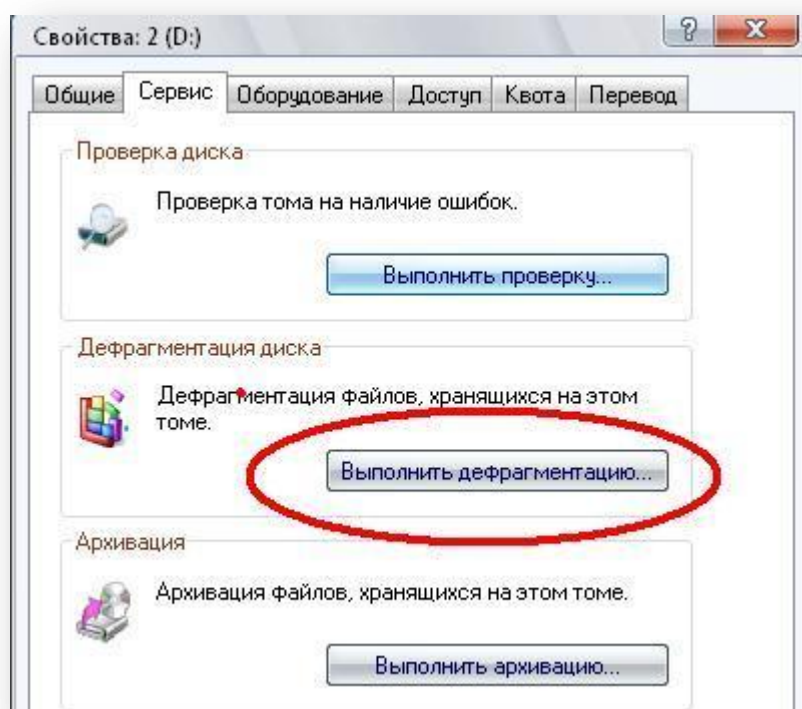 Свойства: 2 (D:)
Общие Сервис Оборудование Доступ Квота Перевод
Проверка диска
Проверка тома на наличие ошибок.
Выполнить проверку...
Дефрагментация диска
Дефрагментация файлов, хранящихся на этом
томе.
Выполнить дефрагментацию...
Архивация
Архивация файлов, хранящихся на этом томе.
Выполнить архивацию...